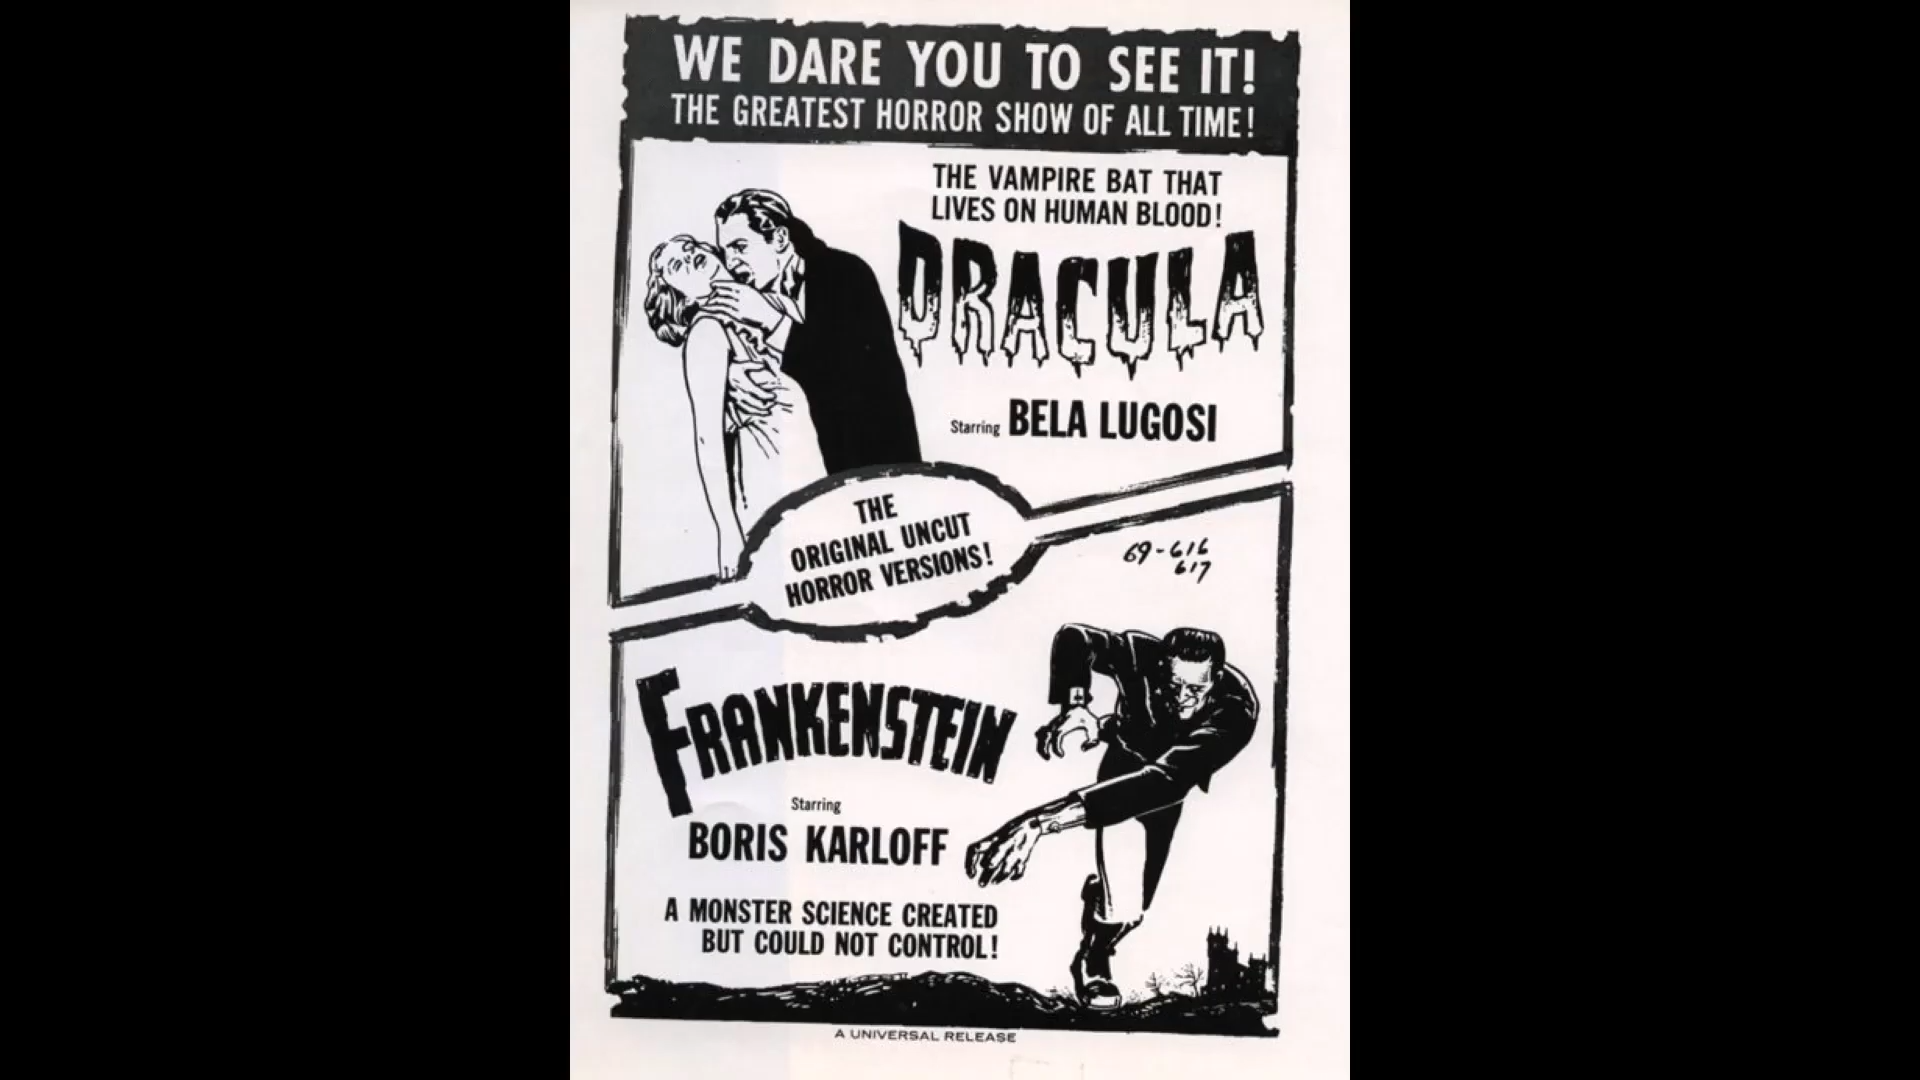 WE DARE YOU TO SEE IT!
THE GREATEST HORROR SHOW OF ALL TIME!
THE VAMPIRE BAT THAT
LIVES ON HUMAN BLOOD!
DRACULA
Starring BELA LUGOSI
THE
ORIGINAL UNCUT
HORROR VERSIONS!
69-616
617
FRANKENSTEIN
Starring
BORIS KARLOFF
A MONSTER SCIENCE CREATED
BUT COULD NOT CONTROL!
A UNIVERSAL RELEASE